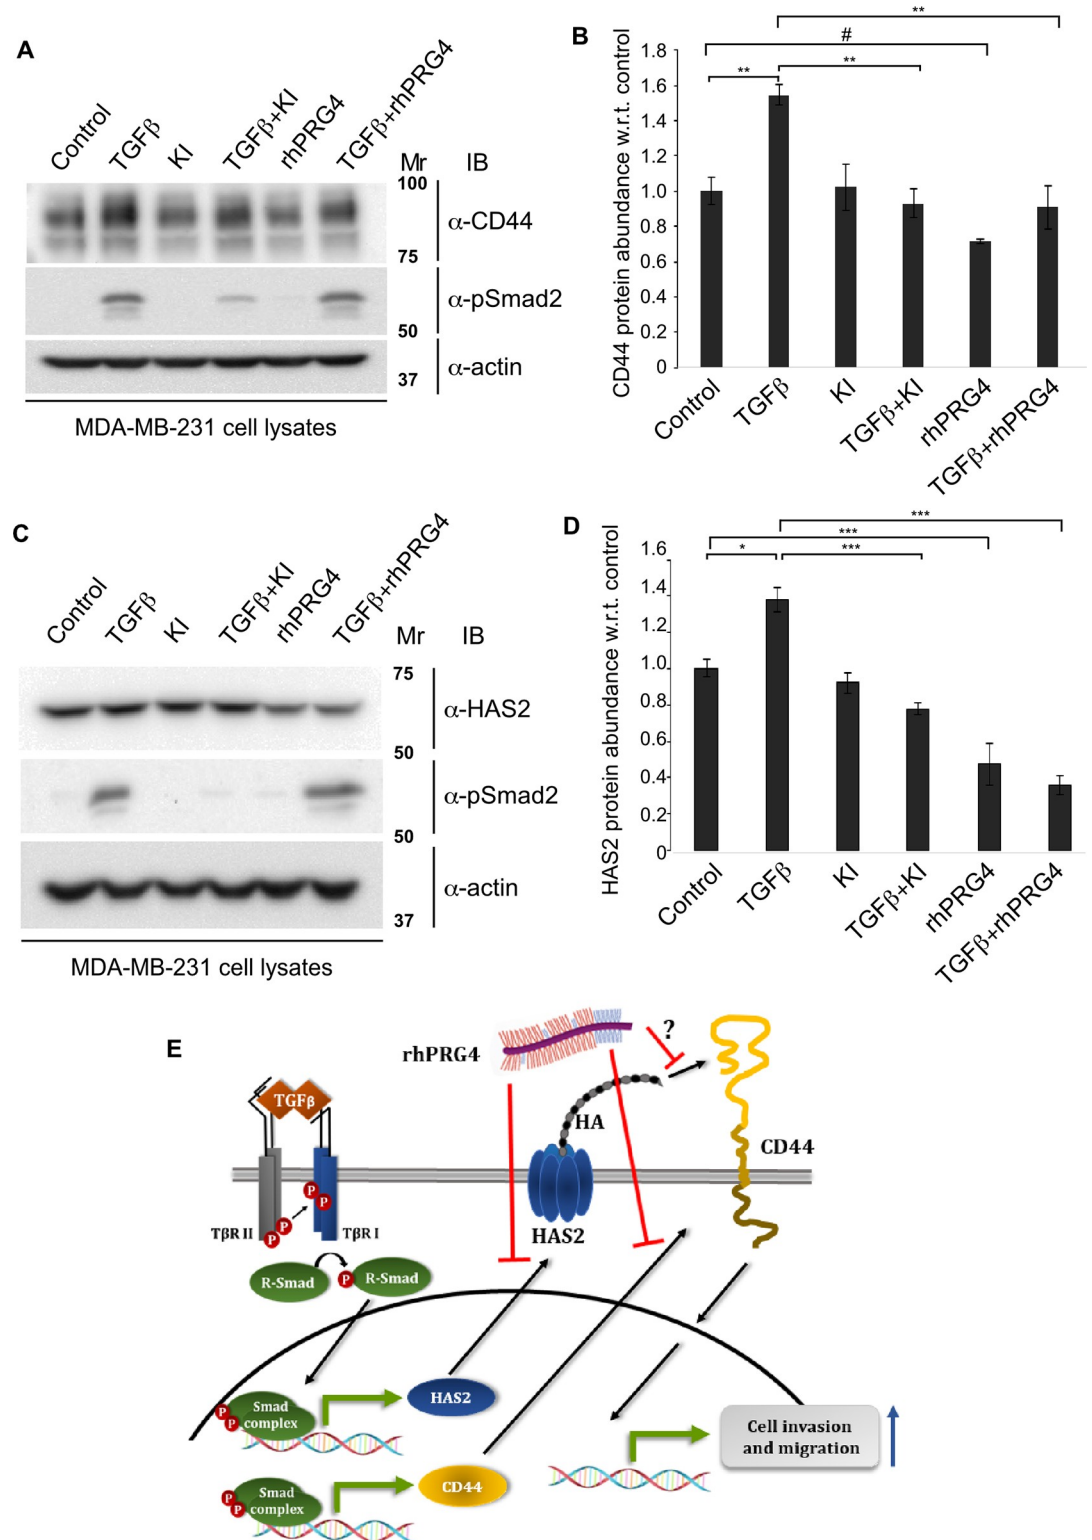 A
Control
TGFβ
KI
TGFβ+KI
rhPRG4
TGFβ+rhPRG4
Mr
IB
100
α-CD44
75
α-pSmad2
50
α-actin
37
MDA-MB-231 cell lysates
B
CD44 protein abundance w.r.t. control
**
#
**
**
1.8
1.6
1.4
1.2
1.0
0.8
0.6
0.4
0.2
0
Control
TGFβ
KI
TGFβ+KI
rhPRG4
TGFβ+rhPRG4
C
Control
TGFβ
KI
TGFβ+KI
rhPRG4
TGFβ+rhPRG4
Mr
IB
75
α-HAS2
50
α-pSmad2
50
α-actin
37
MDA-MB-231 cell lysates
D
HAS2 protein abundance w.r.t. control
***
***
*
***
1.6
1.4
1.2
1.0
0.8
0.6
0.4
0.2
0
Control
TGFβ
KI
TGFβ+KI
rhPRG4
TGFβ+rhPRG4
E
rhPRG4
?
TGFβ
HA
CD44
P
P
P
P
TβR II
TβR I
HAS2
R-Smad
P
R-Smad
P
P
Smad
complex
HAS2
Cell invasion
and migration
P
P
Smad
complex
CD44